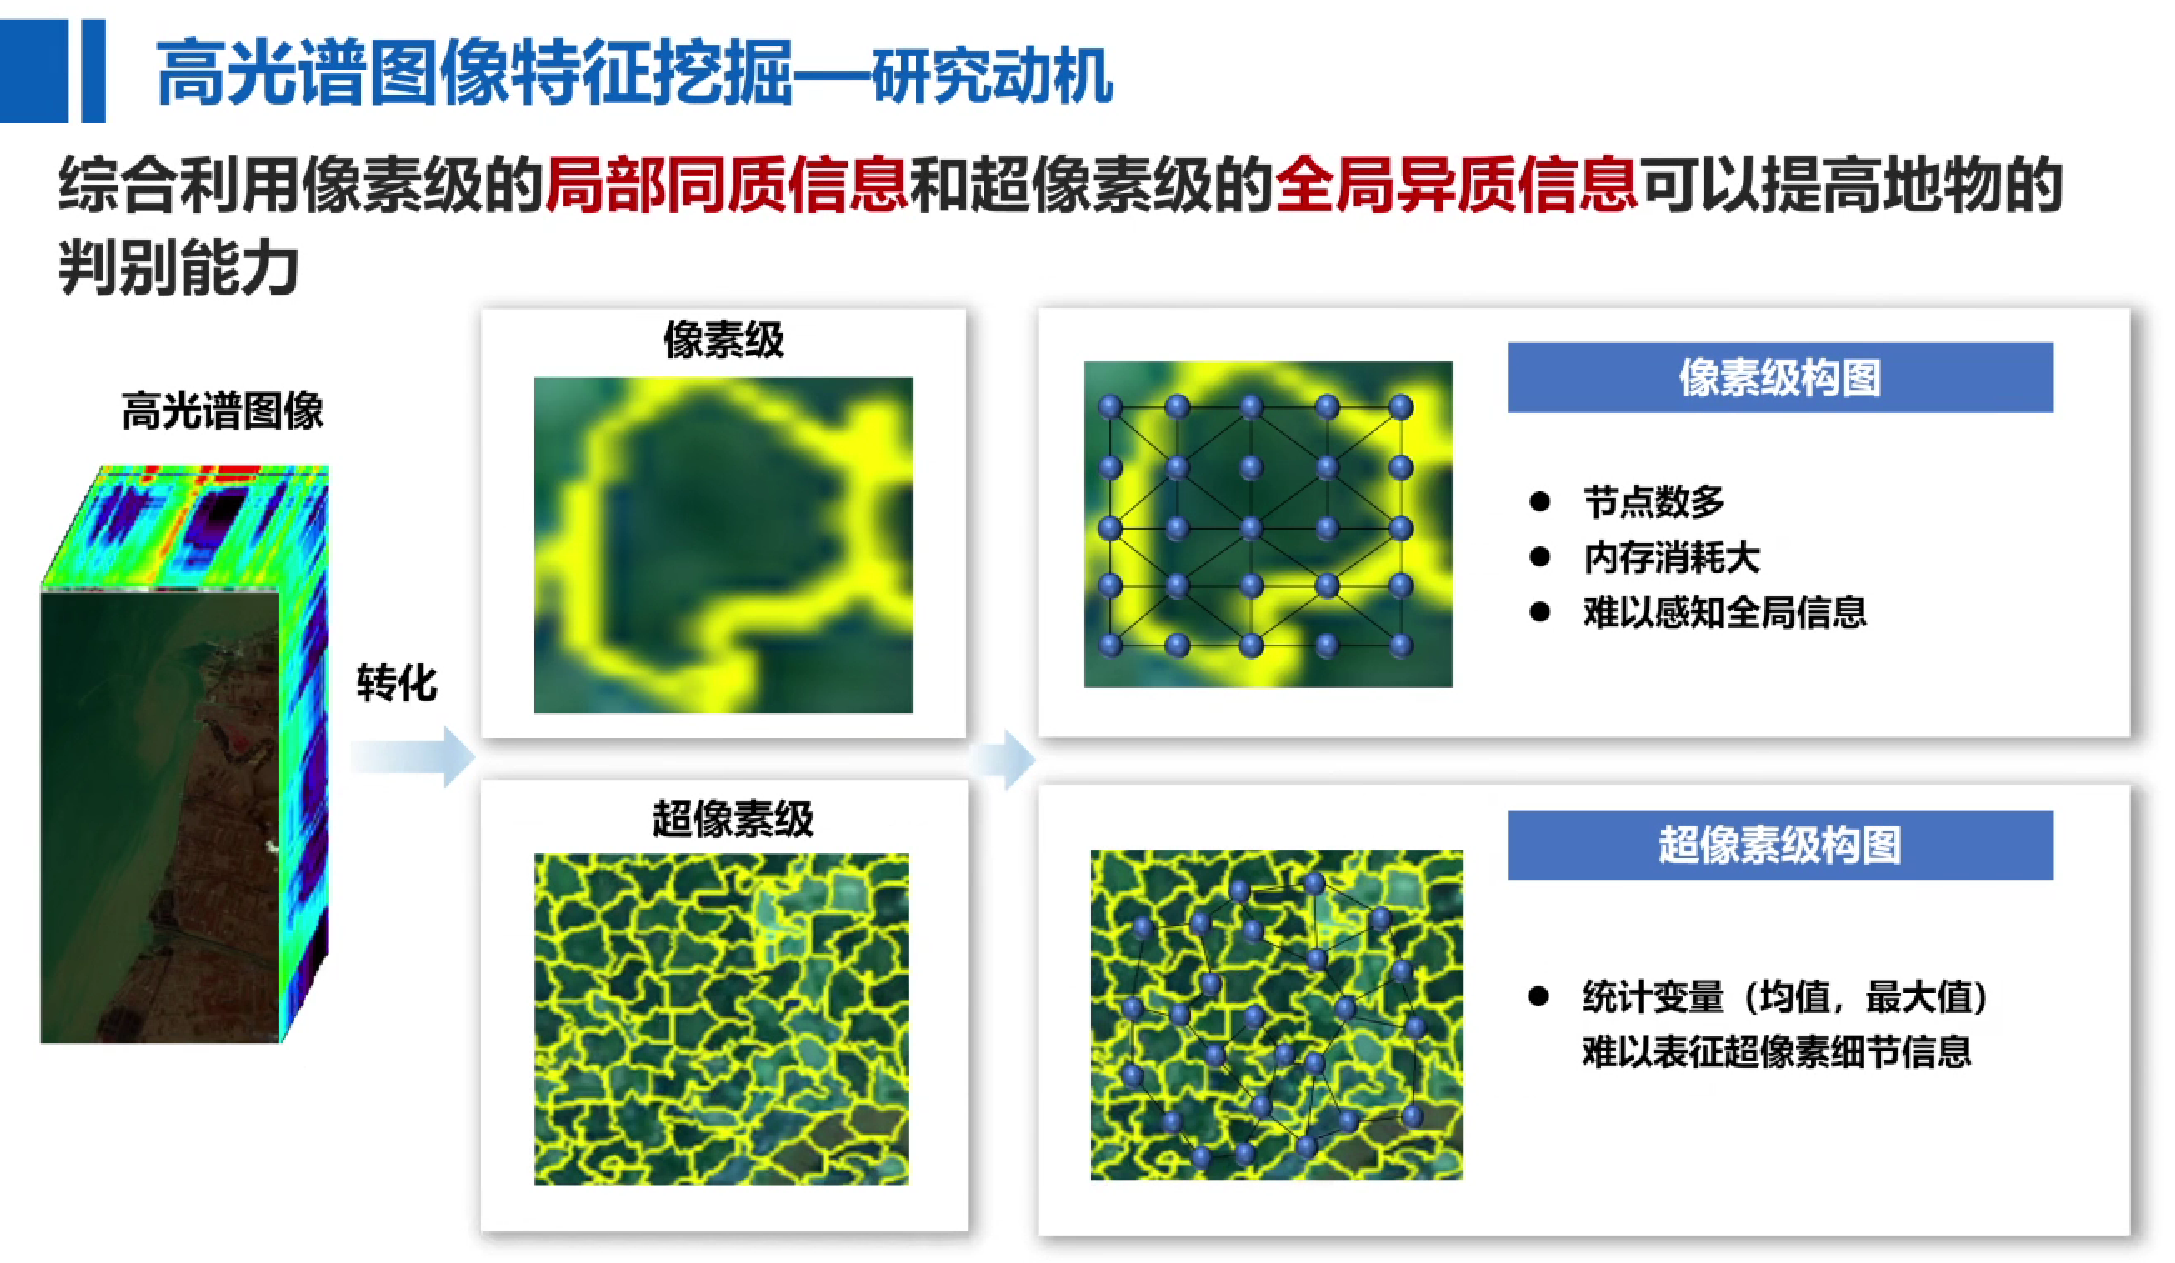 高光谱图像特征挖掘——研究动机
综合利用像素级的局部同质信息和超像素级的全局异质信息可以提高地物的
判别能力
高光谱图像
转化
像素级
超像素级
像素级构图
● 节点数多
● 内存消耗大
● 难以感知全局信息
超像素级构图
● 统计变量（均值，最大值）
难以表征超像素细节信息